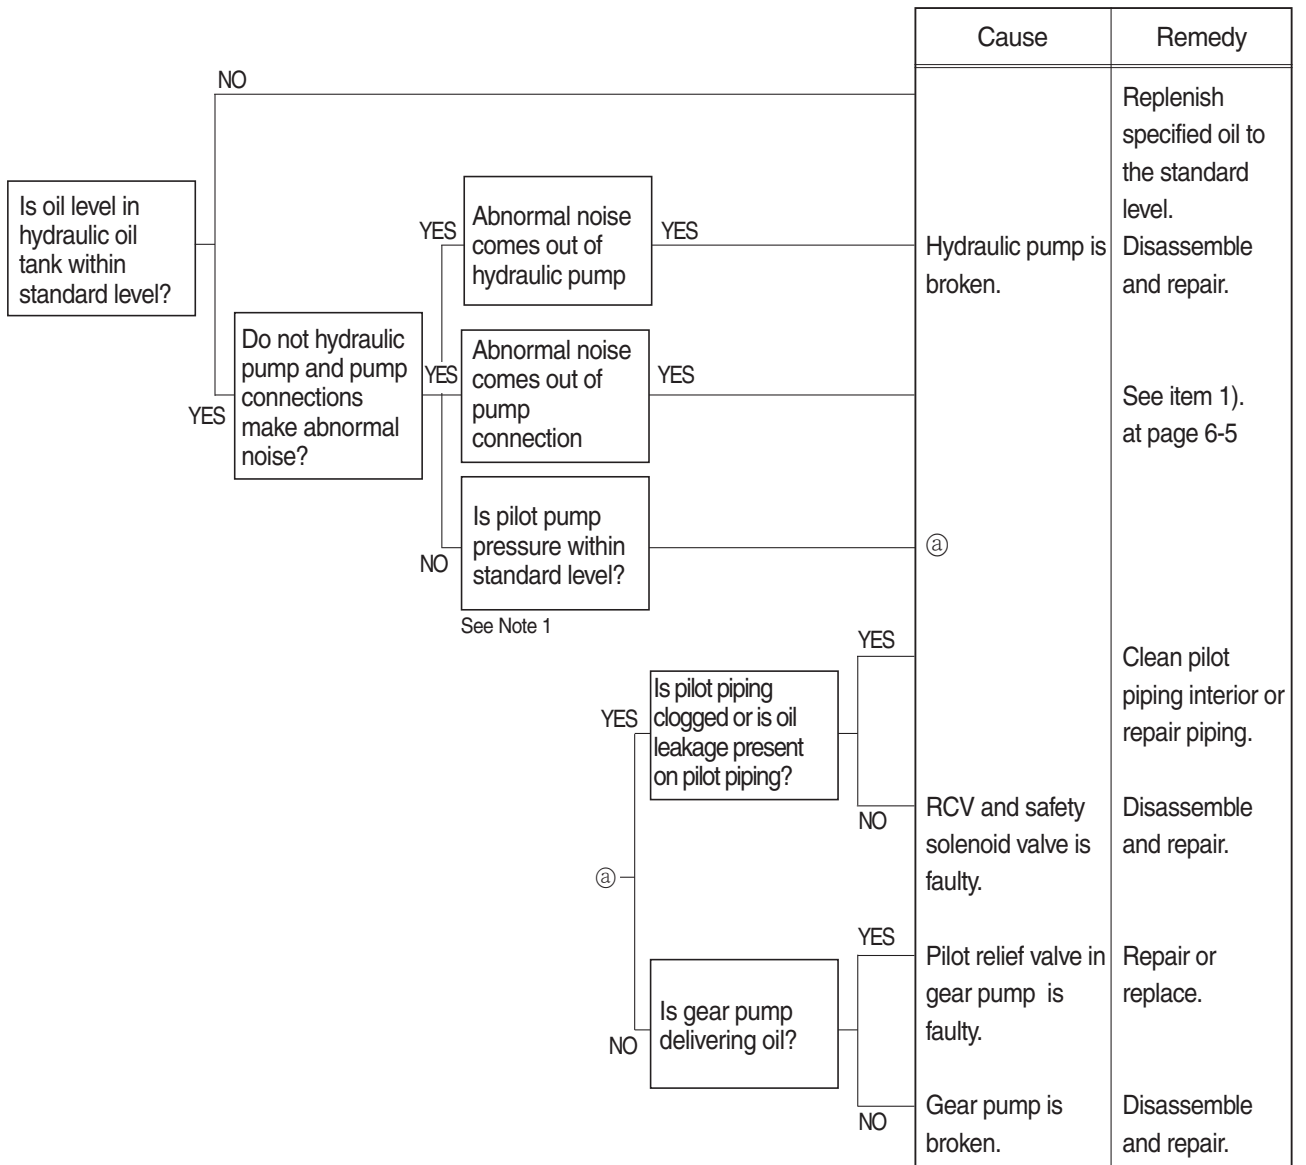 Cause
Remedy
NO
Replenish
specified oil to
the standard
level.
Is oil level in
hydraulic oil
tank within
standard level?
YES
Abnormal noise
comes out of
hydraulic pump
YES
Hydraulic pump is
broken.
Disassemble
and repair.
YES
Do not hydraulic
pump and pump
connections
make abnormal
noise?
YES
Abnormal noise
comes out of
pump
connection
YES
See item 1).
at page 6-5
NO
Is pilot pump
pressure within
standard level?
ⓐ
See Note 1
ⓐ
YES
Is pilot piping
clogged or is oil
leakage present
on pilot piping?
YES
Clean pilot
piping interior or
repair piping.
NO
RCV and safety
solenoid valve is
faulty.
Disassemble
and repair.
NO
Is gear pump
delivering oil?
YES
Pilot relief valve in
gear pump is
faulty.
Repair or
replace.
NO
Gear pump is
broken.
Disassemble
and repair.